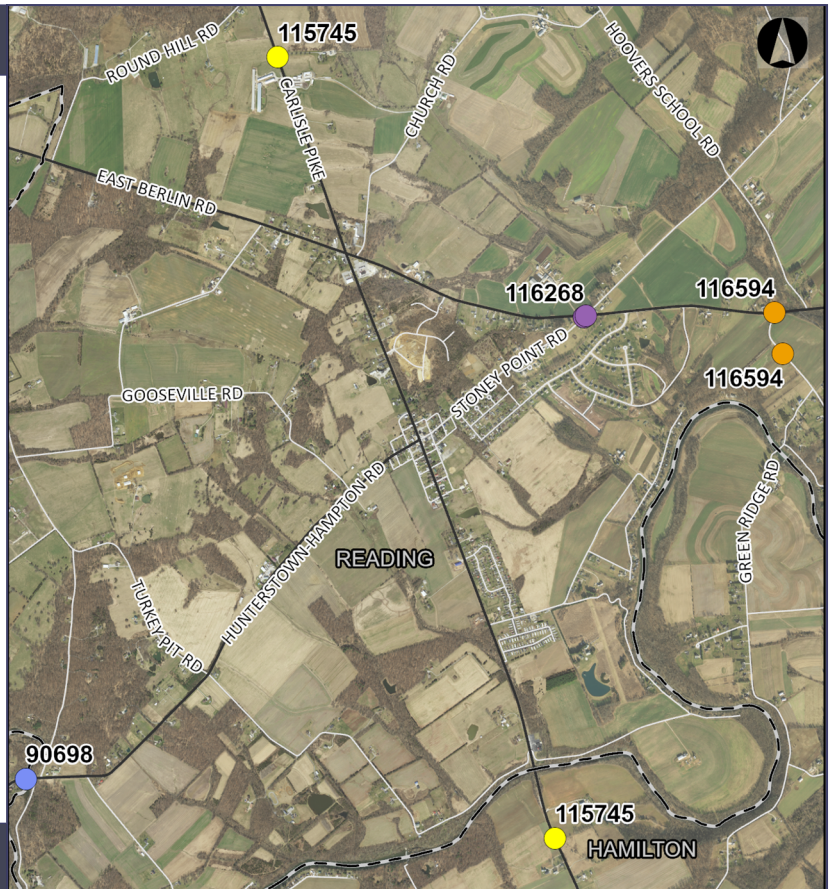 115745
ROUND HILL RD
CARLISLE PIKE
CHURCH RD
HOOVERS SCHOOL RD
EAST BERLIN RD
116268
116594
116594
STONEY POINT RD
GOOSEVILLE RD
HUNTERSTOWN-HAMPTON RD
READING
GREEN RIDGE RD
TURKEY PIT RD
90698
115745
HAMILTON